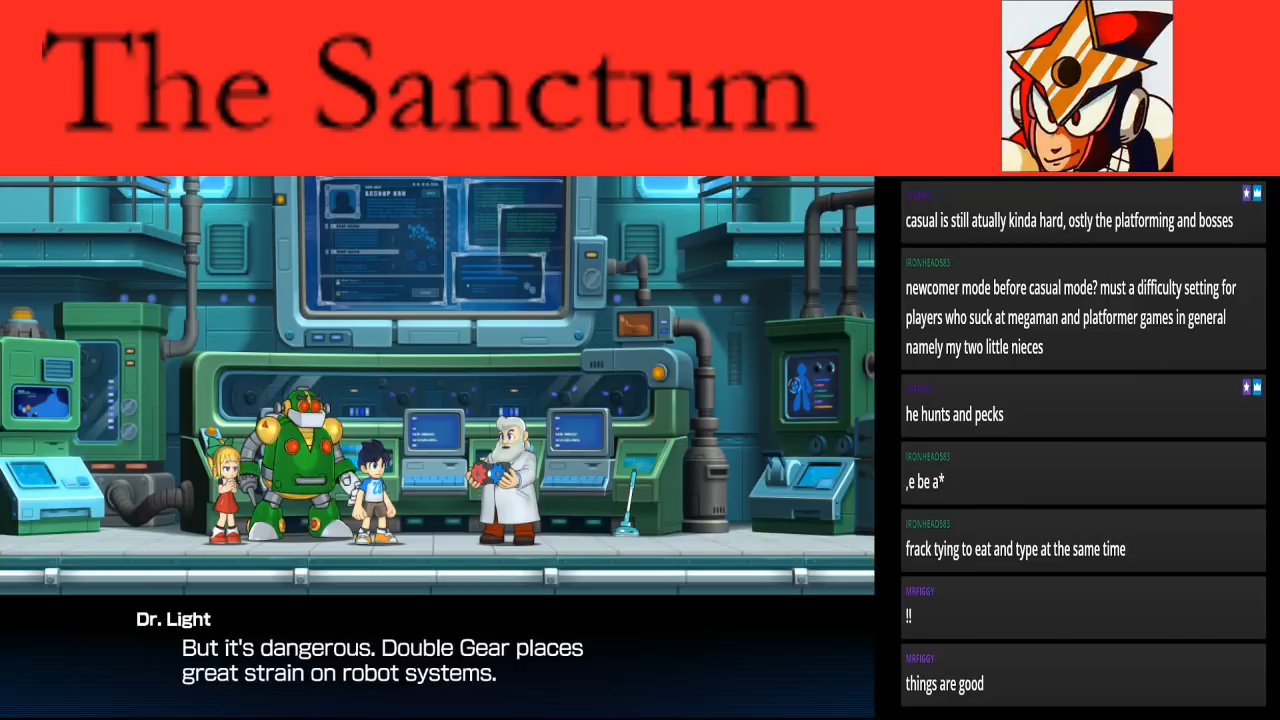 The Sanctum
casual is still atually kinda hard, ostly the platforming and bosses
IRONHEAD583
newcomer mode before casual mode? must a difficulty setting for
players who suck at megaman and platformer games in general
namely my two little nieces
he hunts and pecks
IRONHEAD583
,e be a*
IRONHEAD583
frack tying to eat and type at the same time
MRFIGGY
!!
MRFIGGY
things are good
Dr. Light
But it's dangerous. Double Gear places
great strain on robot systems.